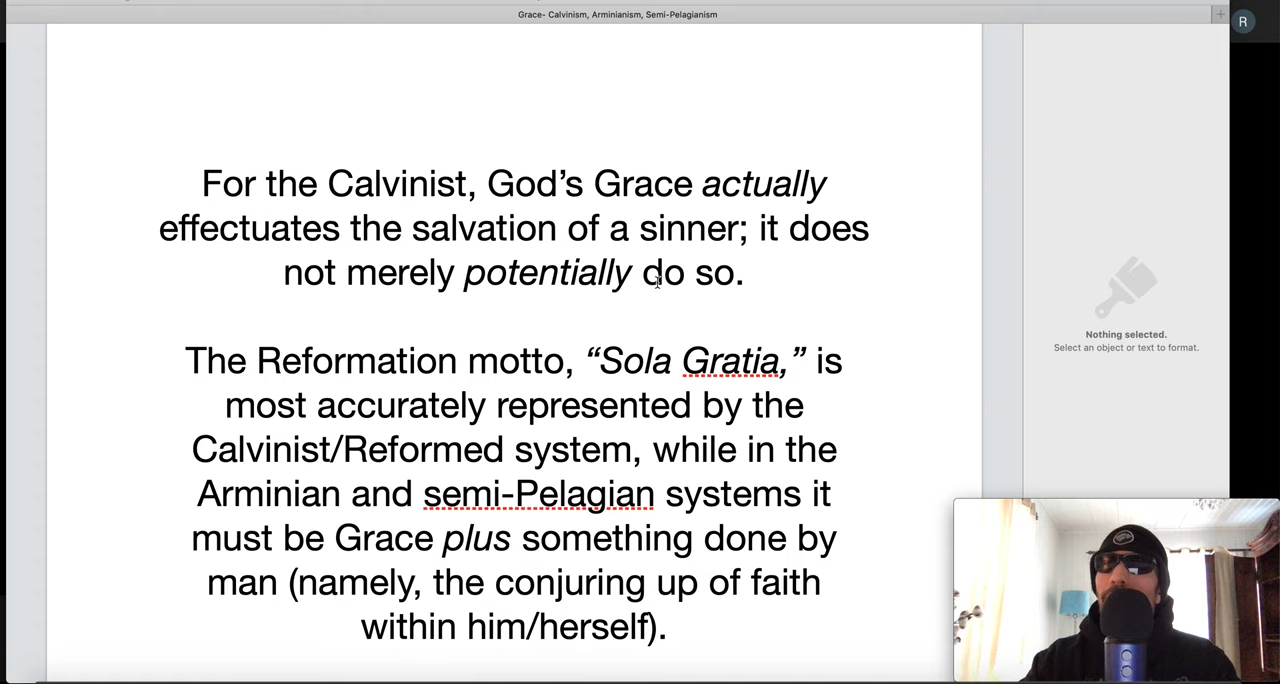 Grace- Calvinism, Arminianism, Semi-Pelagianism
+
R
For the Calvinist, God’s Grace actually
effectuates the salvation of a sinner; it does
not merely potentially do so.
The Reformation motto, “Sola Gratia,” is
most accurately represented by the
Calvinist/Reformed system, while in the
Arminian and semi-Pelagian systems it
must be Grace plus something done by
man (namely, the conjuring up of faith
within him/herself).
Nothing selected.
Select an object or text to format.